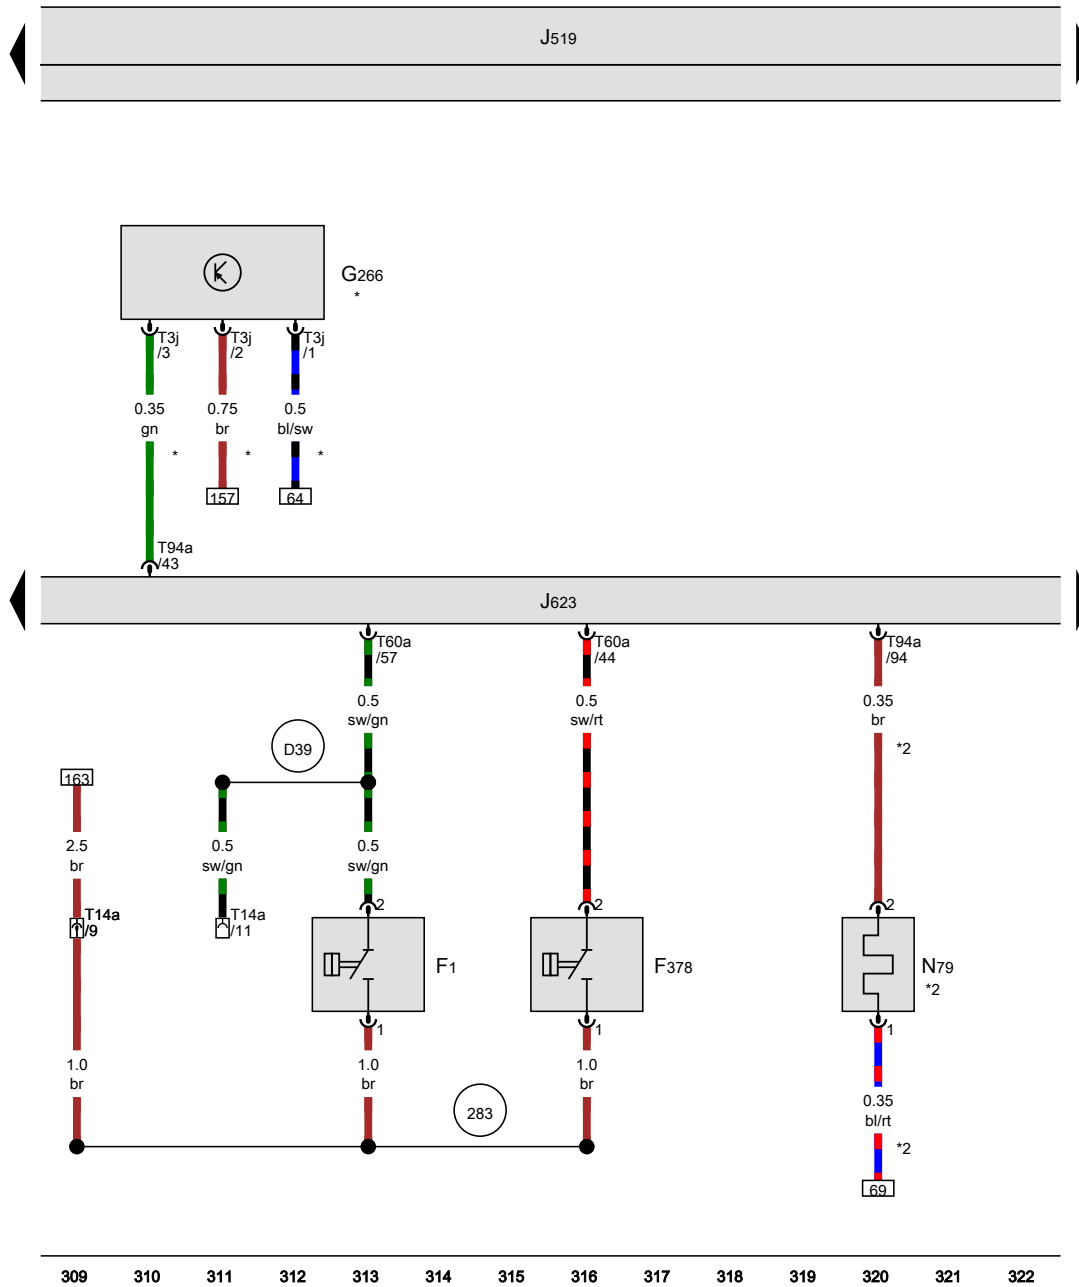 J519
G266
*
T3j
/3
T3j
/2
T3j
/1
0.35
gn
*
0.75
br
*
0.5
bl/sw
*
157
64
T94a
/43
J623
T60a
/57
T60a
/44
T94a
/94
0.5
sw/gn
0.5
sw/rt
0.35
br
*2
D39
163
2.5
br
0.5
sw/gn
0.5
sw/gn
T14a
/9
T14a
/11
2
2
2
F1
F378
N79
*2
1
1
1
1.0
br
1.0
br
1.0
br
283
0.35
bl/rt
*2
69
309 310 311 312 313 314 315 316 317 318 319 320 321 322